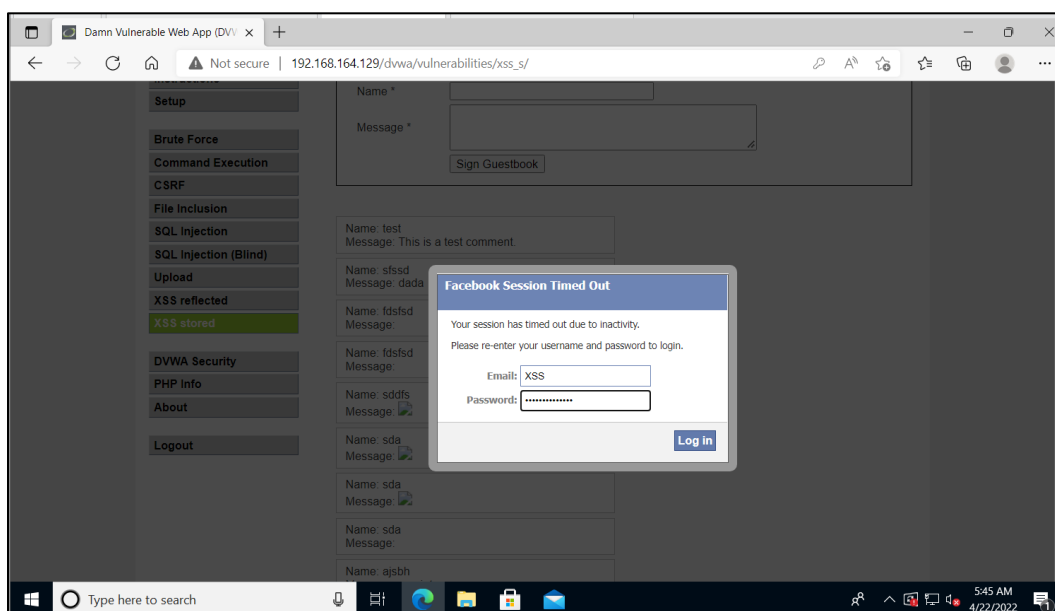 Damn Vulnerable Web App (DVW
Not secure | 192.168.164.129/dvwa/vulnerabilities/xss_s/
Instructions
Setup
Brute Force
Command Execution
CSRF
File Inclusion
SQL Injection
SQL Injection (Blind)
Upload
XSS reflected
XSS stored
DVWA Security
PHP Info
About
Logout
Name *
Message *
Sign Guestbook
Name: test
Message: This is a test comment.
Name: sfssd
Message: dada
Name: fdsfsd
Message:
Name: fdsfsd
Message:
Name: sddfs
Message:
Name: sda
Message:
Name: sda
Message:
Name: sda
Message:
Name: ajsbh
Facebook Session Timed Out
Your session has timed out due to inactivity.
Please re-enter your username and password to login.
Email: XSS
Password: ••••••••••••••
Log in
Type here to search
5:45 AM
4/22/2022